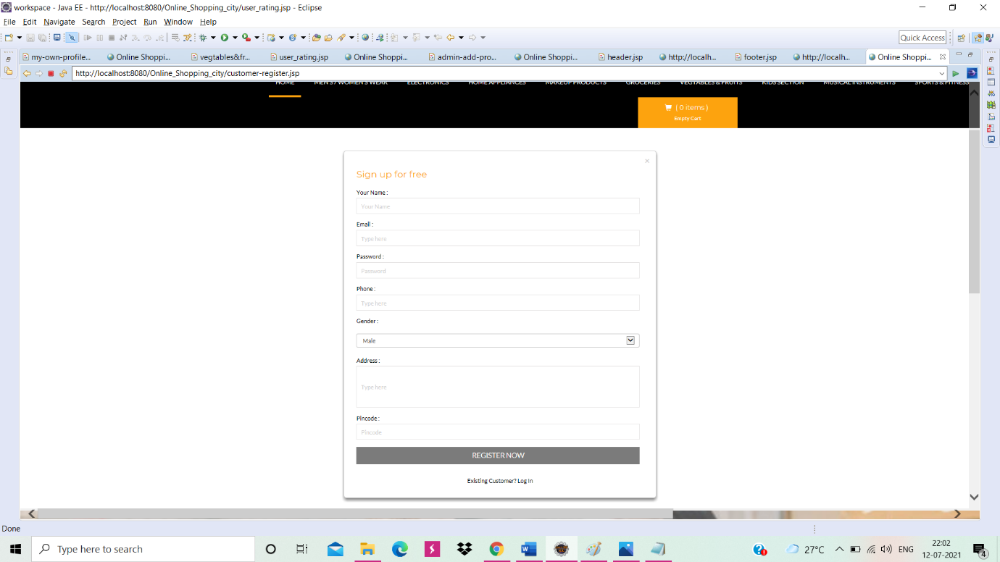 workspace - Java EE - http://localhost:8080/Online_Shopping_city/user_rating.jsp - Eclipse
File Edit Navigate Search Project Run Window Help
Quick Access
my-own-profile... Online Shoppi... vegtables&fr... user_rating.jsp Online Shoppi... admin-add-pro... Online Shoppi... header.jsp http://localh... footer.jsp http://localh... Online Shoppi...
http://localhost:8080/Online_Shopping_city/customer-register.jsp
HOME MEN'S / WOMEN'S WEAR ELECTRONICS HOME APPLIANCES MAKEUP PRODUCTS GROCERIES VEGTABLES & FRUITS KIDS SECTION MUSICAL INSTRUMENTS SPORTS & FITNESS
( 0 items )
Empty Cart
×
Sign up for free
Your Name :
Your Name
Email :
Type here
Password :
Password
Phone :
Type here
Gender :
Male
Address :
Type here
PIncode :
PIncode
REGISTER NOW
Existing Customer? Log In
Done
Type here to search
27°C
ENG
22:02
12-07-2021
4